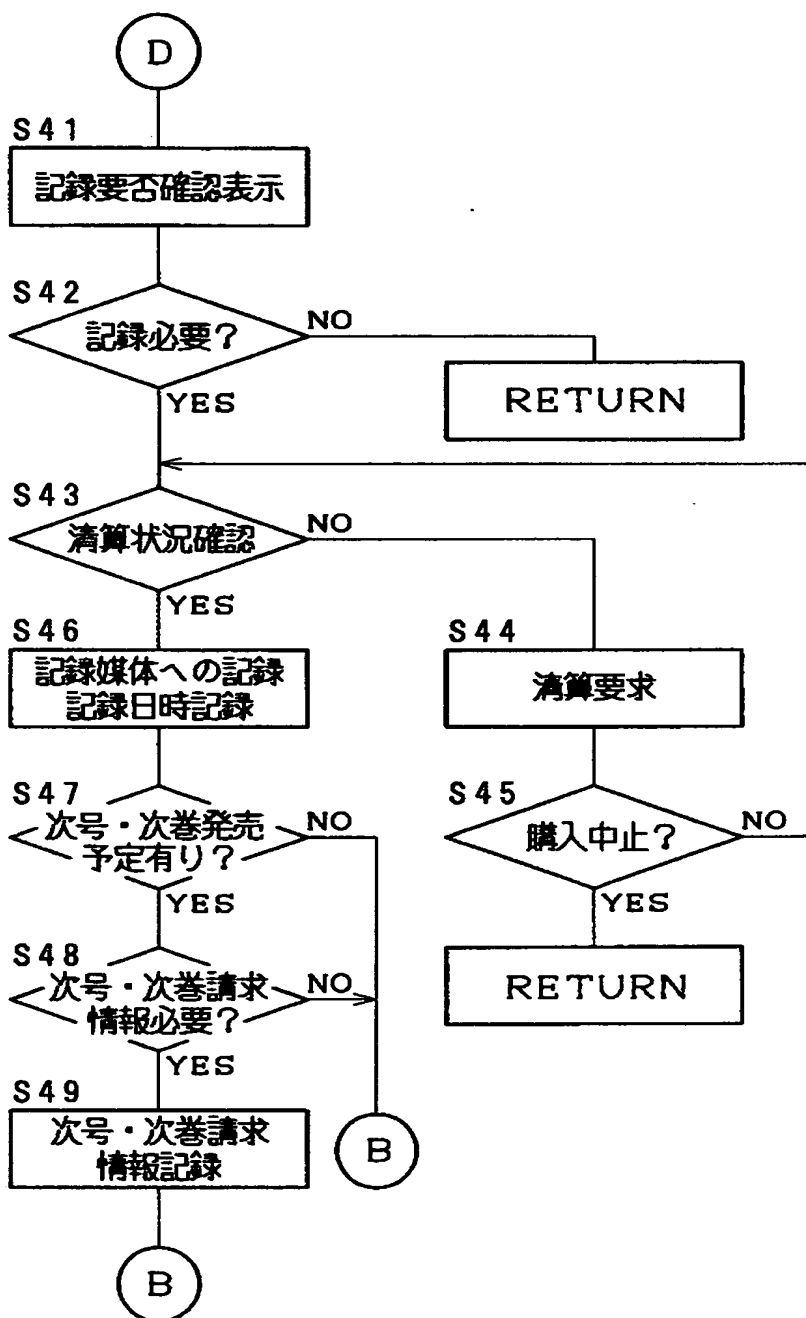 D
S41
記録要否確認表示
S42
記録必要？
NO
YES
RETURN
S43
清算状況確認
NO
YES
S46
記録媒体への記録
記録日時記録
S44
清算要求
S47
次号・次巻発売
予定有り？
NO
YES
S45
購入中止？
NO
YES
S48
次号・次巻請求
情報必要？
NO
YES
RETURN
S49
次号・次巻請求
情報記録
B
B